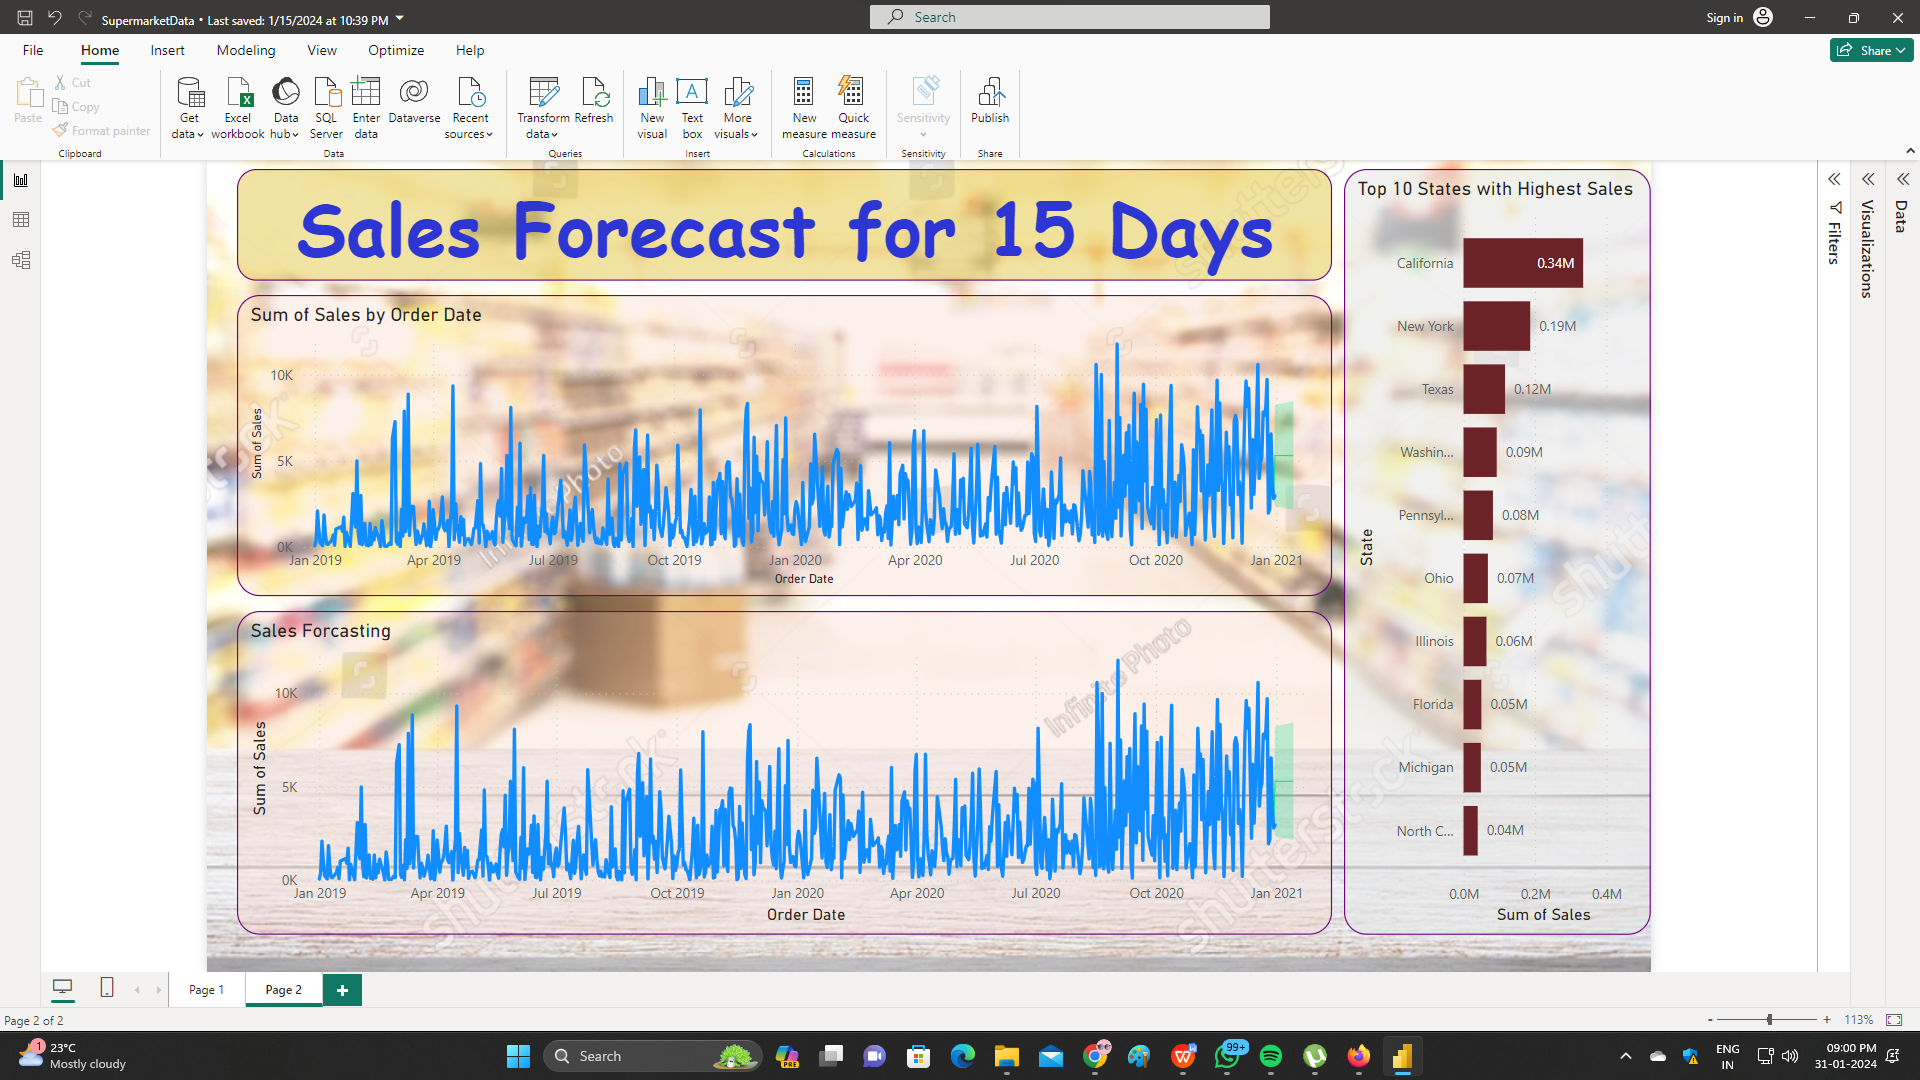 SupermarketData • Last saved: 1/15/2024 at 10:39 PM
Search
Sign in
File Home Insert Modeling View Optimize Help
Share
Paste
Cut
Copy
Format painter
Clipboard
Get data
Excel workbook
Data hub
SQL Server
Enter data
Dataverse
Recent sources
Data
Transform data
Refresh
Queries
New visual
Text box
More visuals
Insert
New measure
Quick measure
Calculations
Sensitivity
Sensitivity
Publish
Share
Sales Forecast for 15 Days
Sum of Sales by Order Date
10K
5K
0K
Sum of Sales
Jan 2019 Apr 2019 Jul 2019 Oct 2019 Jan 2020 Apr 2020 Jul 2020 Oct 2020 Jan 2021
Order Date
Sales Forcasting
10K
5K
0K
Sum of Sales
Jan 2019 Apr 2019 Jul 2019 Oct 2019 Jan 2020 Apr 2020 Jul 2020 Oct 2020 Jan 2021
Order Date
Infinite Photo
shutterstock
Top 10 States with Highest Sales
State
California 0.34M
New York 0.19M
Texas 0.12M
Washin... 0.09M
Pennsyl... 0.08M
Ohio 0.07M
Illinois 0.06M
Florida 0.05M
Michigan 0.05M
North C... 0.04M
0.0M 0.2M 0.4M
Sum of Sales
Filters
Visualizations
Data
Page 1 Page 2 +
Page 2 of 2
- + 113%
1
23°C
Mostly cloudy
Search
PRE
99+
ENG
IN
09:00 PM
31-01-2024